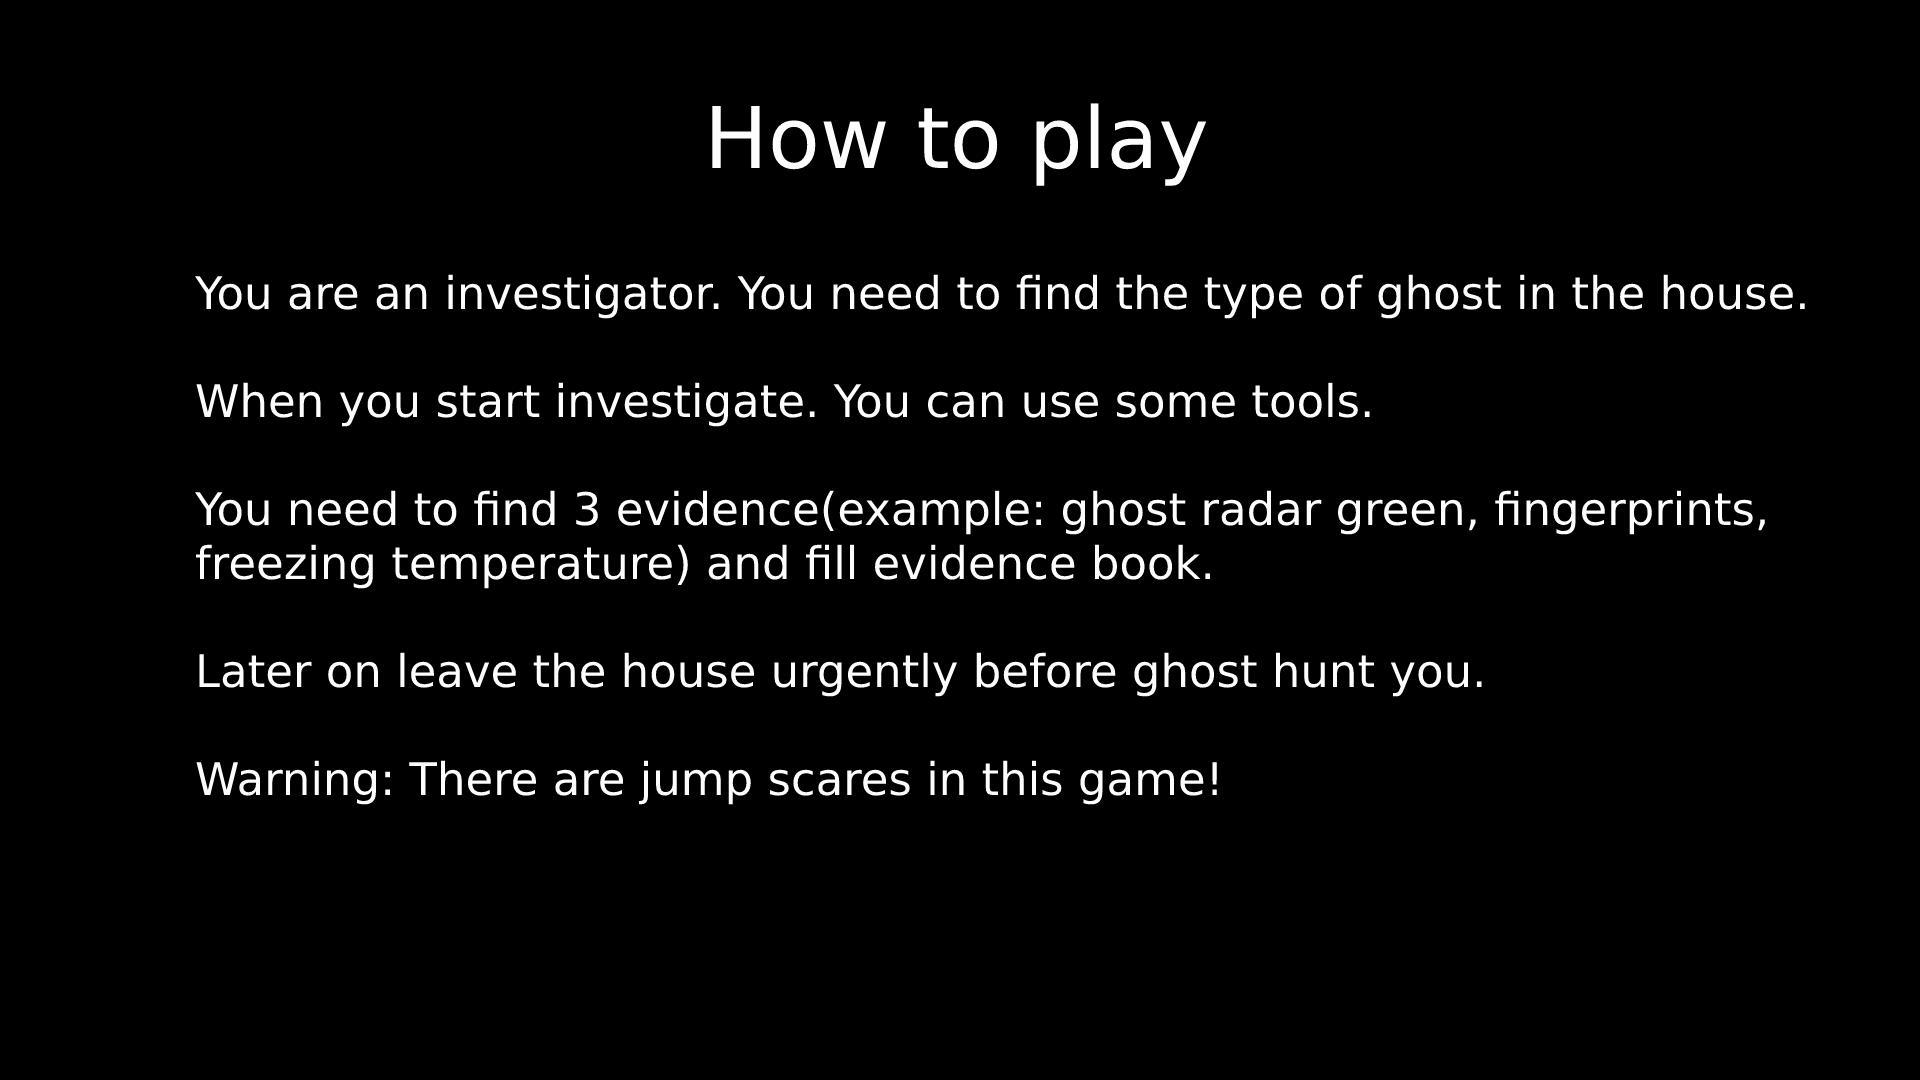 How to play
You are an investigator. You need to find the type of ghost in the house.
When you start investigate. You can use some tools.
You need to find 3 evidence(example: ghost radar green, fingerprints,
freezing temperature) and fill evidence book.
Later on leave the house urgently before ghost hunt you.
Warning: There are jump scares in this game!